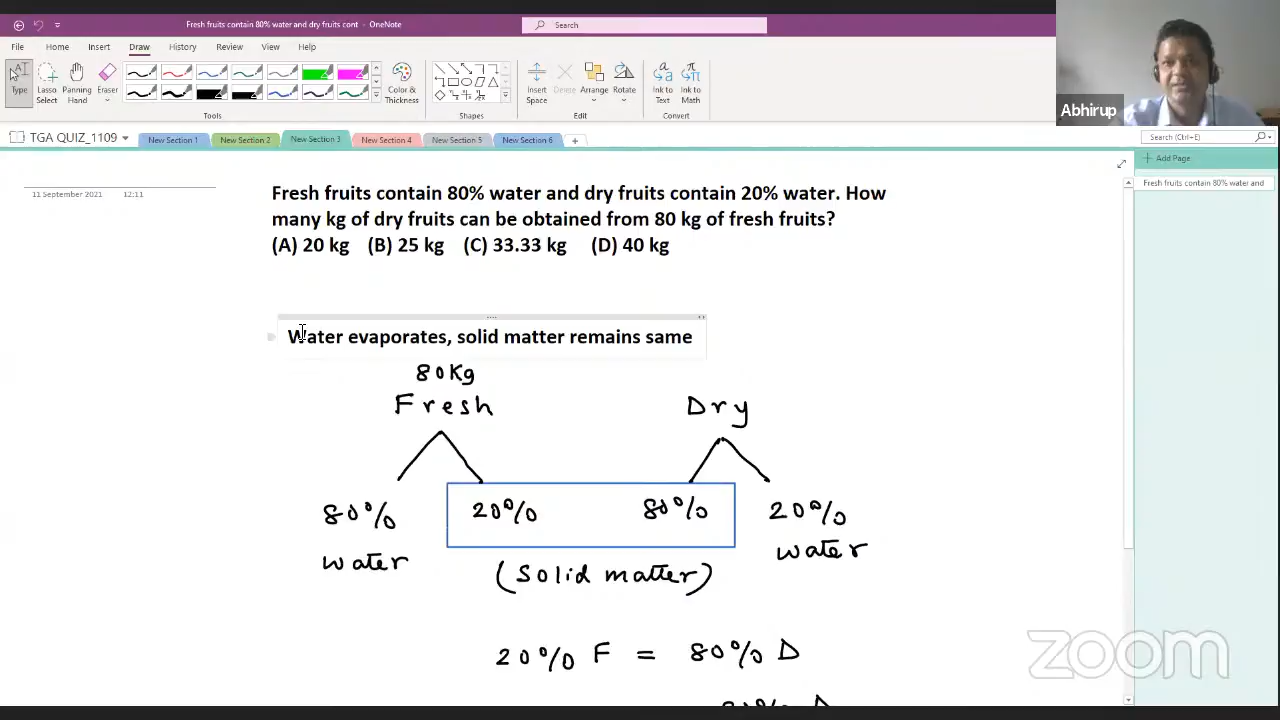 Fresh fruits contain 80% water and dry fruits cont - OneNote
Search
File Home Insert Draw History Review View Help
Type Lasso Select Panning Hand Eraser Color & Thickness Insert Space Delete Arrange Rotate Ink to Text Ink to Math
Tools Shapes Edit Convert
Abhirup
TGA QUIZ_1109 New Section 1 New Section 2 New Section 3 New Section 4 New Section 5 New Section 6 Search (Ctrl+E)
Add Page
Fresh fruits contain 80% water and
11 September 2021 12:11
Fresh fruits contain 80% water and dry fruits contain 20% water. How
many kg of dry fruits can be obtained from 80 kg of fresh fruits?
(A) 20 kg (B) 25 kg (C) 33.33 kg (D) 40 kg
Water evaporates, solid matter remains same
80Kg
Fresh Dry
80% 20% 80% 20%
water water
(Solid matter)
20% F = 80% D
zoom